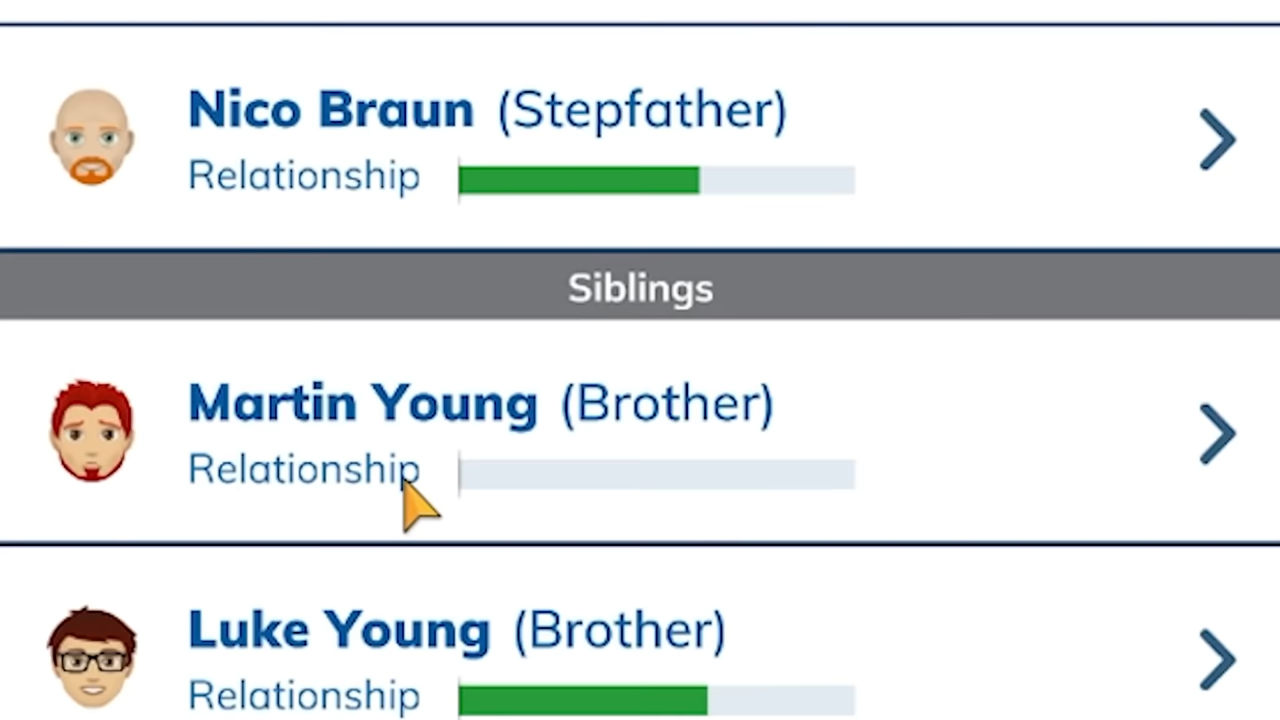 Nico Braun (Stepfather)
Relationship
Siblings
Martin Young (Brother)
Relationship
Luke Young (Brother)
Relationship